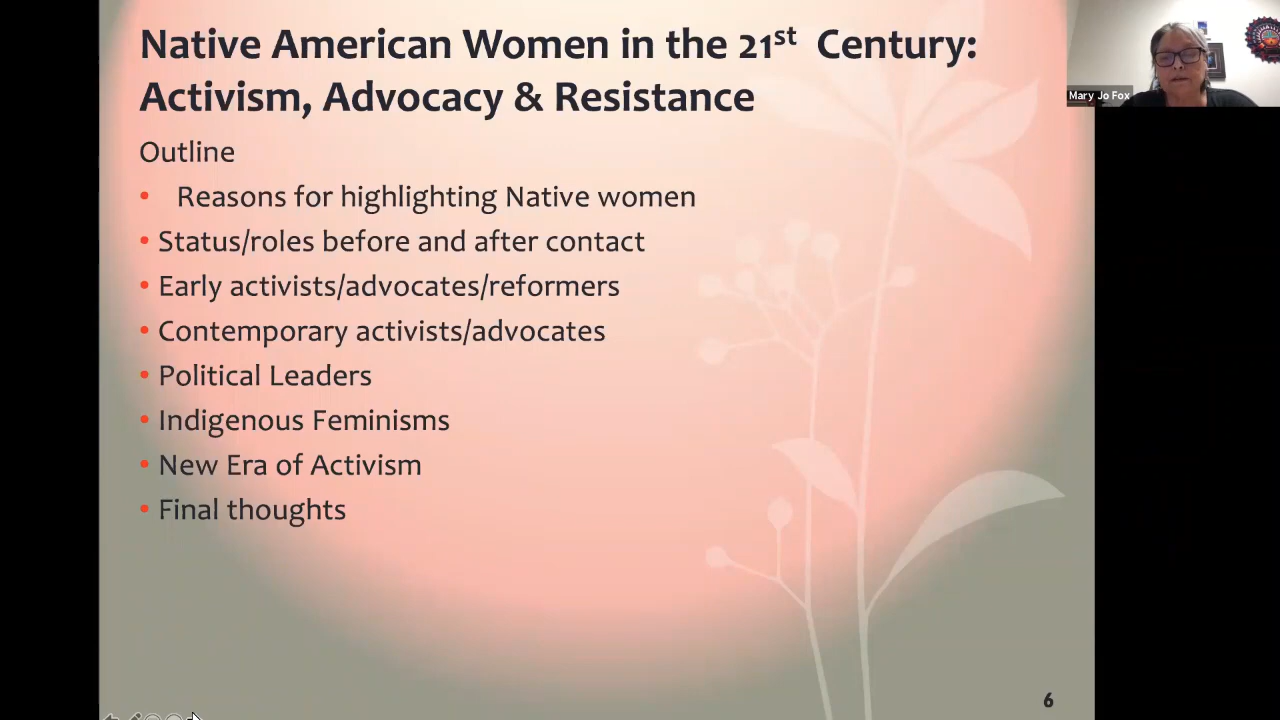 Native American Women in the 21st Century:
Activism, Advocacy & Resistance
Mary Jo Fox
Outline
• Reasons for highlighting Native women
• Status/roles before and after contact
• Early activists/advocates/reformers
• Contemporary activists/advocates
• Political Leaders
• Indigenous Feminisms
• New Era of Activism
• Final thoughts
6